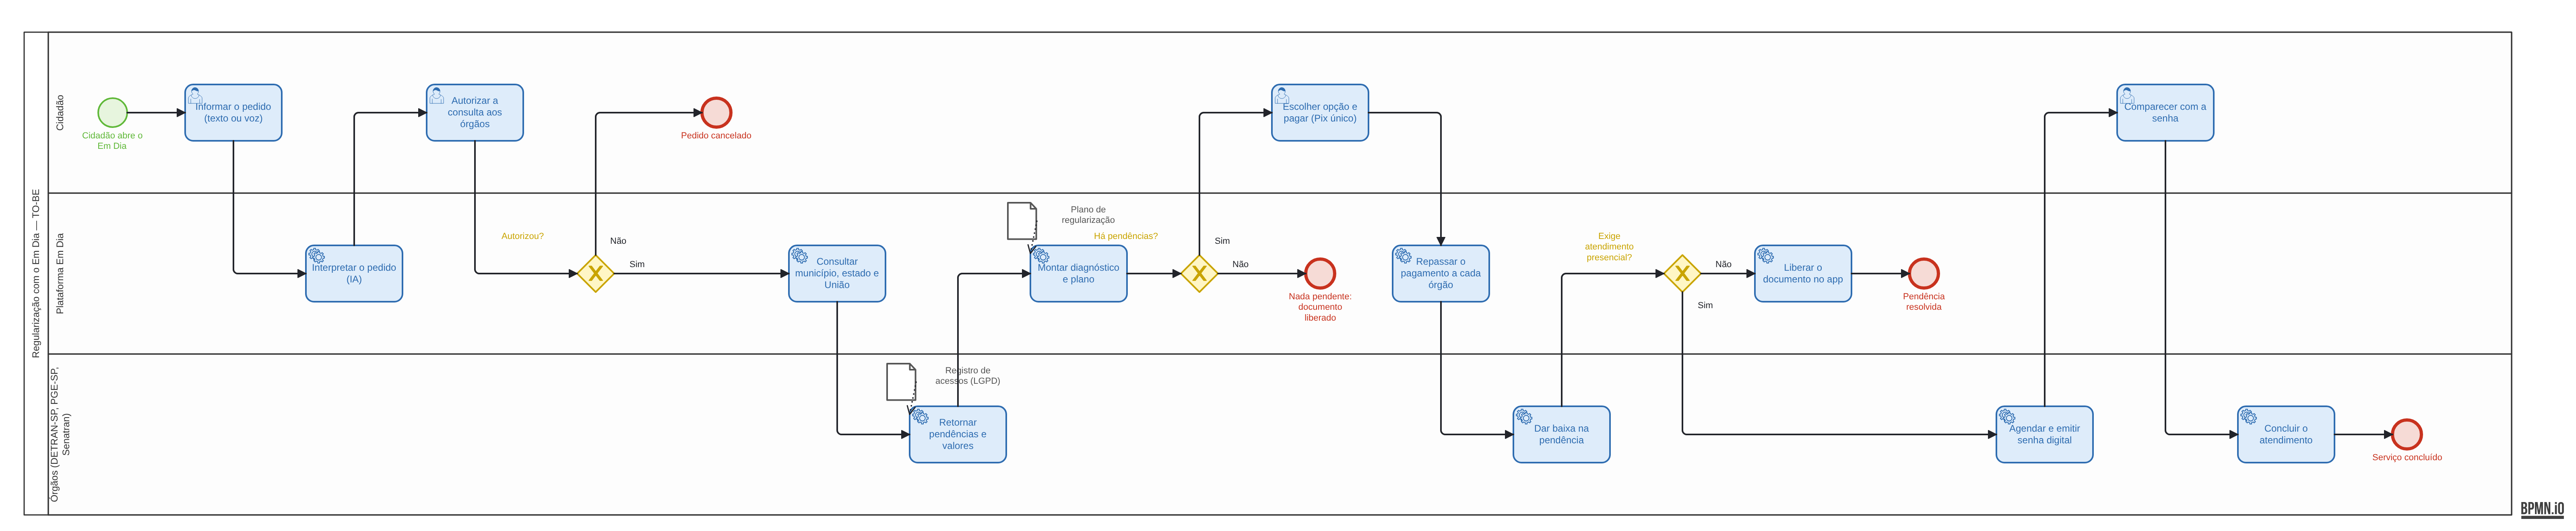 Regularização com o Em Dia — TO-BE
Cidadão
Cidadão abre o
Em Dia
Informar o pedido
(texto ou voz)
Autorizar a
consulta aos
órgãos
Pedido cancelado
Escolher opção e
pagar (Pix único)
Comparecer com a
senha
Plataforma Em Dia
Interpretar o pedido
(IA)
Autorizou?
Não
Sim
Consultar
município, estado e
União
Plano de
regularização
Montar diagnóstico
e plano
Há pendências?
Sim
Não
Nada pendente:
documento
liberado
Repassar o
pagamento a cada
órgão
Exige
atendimento
presencial?
Não
Sim
Liberar o
documento no app
Pendência
resolvida
Órgãos (DETRAN-SP, PGE-SP,
Senatran)
Registro de
acessos (LGPD)
Retornar
pendências e
valores
Dar baixa na
pendência
Agendar e emitir
senha digital
Concluir o
atendimento
Serviço concluído
BPMN.iO